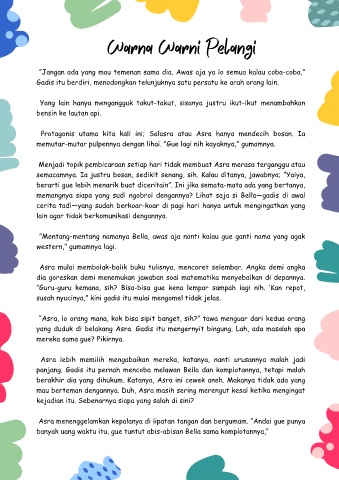 Warna Warni Pelangi
"Jangan ada yang mau temenan sama dia. Awas aja ya lo semua kalau coba-coba,"
Gadis itu berdiri, menodongkan telunjuknya satu persatu ke arah orang lain.
Yang lain hanya mengangguk takut-takut, sisanya justru ikut-ikut menambahkan
bensin ke lautan api.
Protagonis utama kita kali ini; Salasra atau Asra hanya mendecih bosan. Ia
memutar-mutar pulpennya dengan lihai. "Gue lagi nih kayaknya," gumamnya.
Menjadi topik pembicaraan setiap hari tidak membuat Asra merasa terganggu atau
semacamnya. Ia justru bosan, sedikit senang, sih. Kalau ditanya, jawabnya; "Yaiya,
berarti gue lebih menarik buat diceritain". Ini jika semata-mata ada yang bertanya,
memangnya siapa yang sudi ngobrol dengannya? Lihat saja si Bella—gadis di awal
cerita tadi—yang sudah berkoar-koar di pagi hari hanya untuk mengingatkan yang
lain agar tidak berkomunikasi dengannya.
"Mentang-mentang namanya Bella, awas aja nanti kalau gue ganti nama yang agak
western," gumamnya lagi.
Asra mulai membolak-balik buku tulisnya, mencoret selembar. Angka demi angka
dia goreskan demi menemukan jawaban soal matematika menyebalkan di depannya.
"Guru-guru kemana, sih? Bisa-bisa gue kena lempar sampah lagi nih. 'Kan repot,
susah nyucinya," kini gadis itu mulai mengomel tidak jelas.
"Asra, lo orang mana, kok bisa sipit banget, sih?" tawa menguar dari kedua orang
yang duduk di belakang Asra. Gadis itu mengernyit bingung. Lah, ada masalah apa
mereka sama gue? Pikirnya.
Asra lebih memilih mengabaikan mereka, katanya, nanti urusannya malah jadi
panjang. Gadis itu pernah mencoba melawan Bella dan komplotannya, tetapi malah
berakhir dia yang dihukum. Katanya, Asra ini cewek aneh. Makanya tidak ada yang
mau berteman dengannya. Duh, Asra masih sering merengut kesal ketika mengingat
kejadian itu. Sebenarnya siapa yang salah di sini?
Asra menenggelamkan kepalanya di lipatan tangan dan bergumam. "Andai gue punya
banyak uang waktu itu, gue tuntut abis-abisan Bella sama komplotannya,"